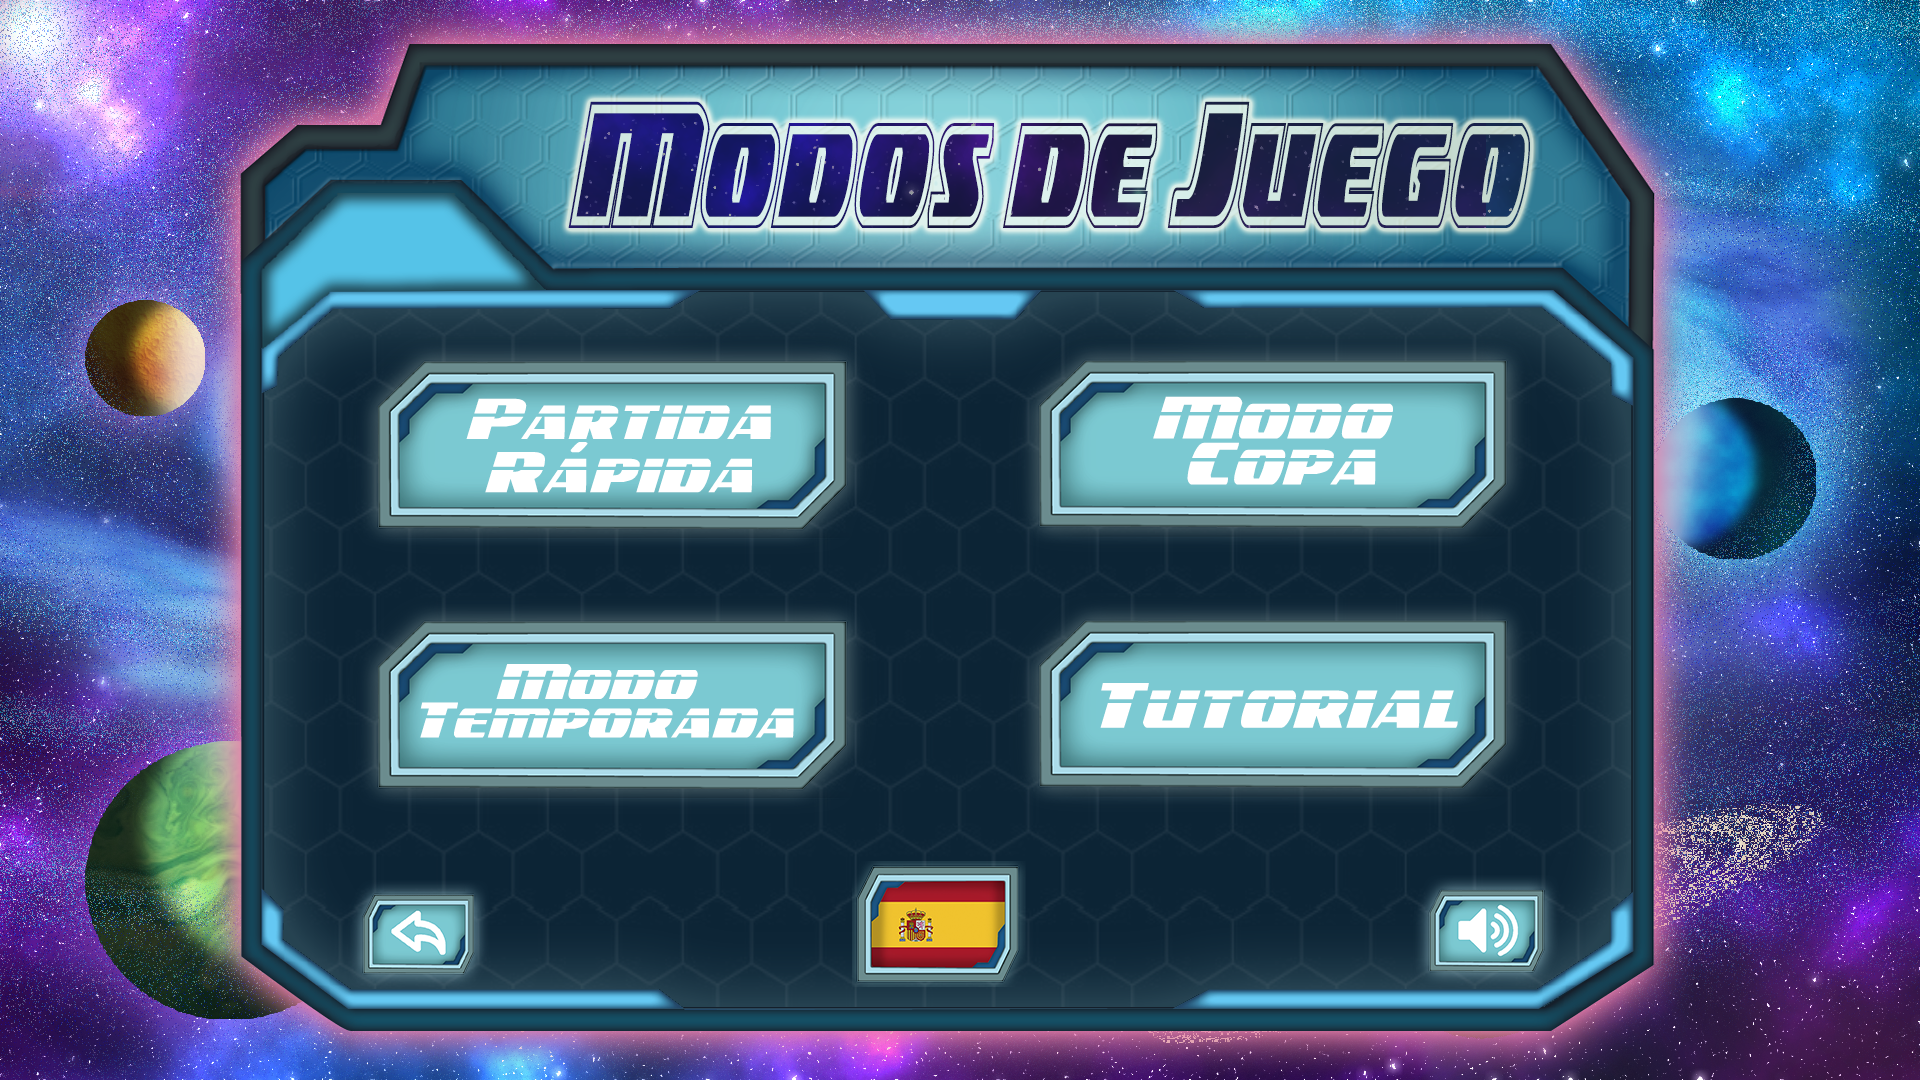 Modos de Juego
Partida
Rápida
Modo
Copa
Modo
Temporada
Tutorial